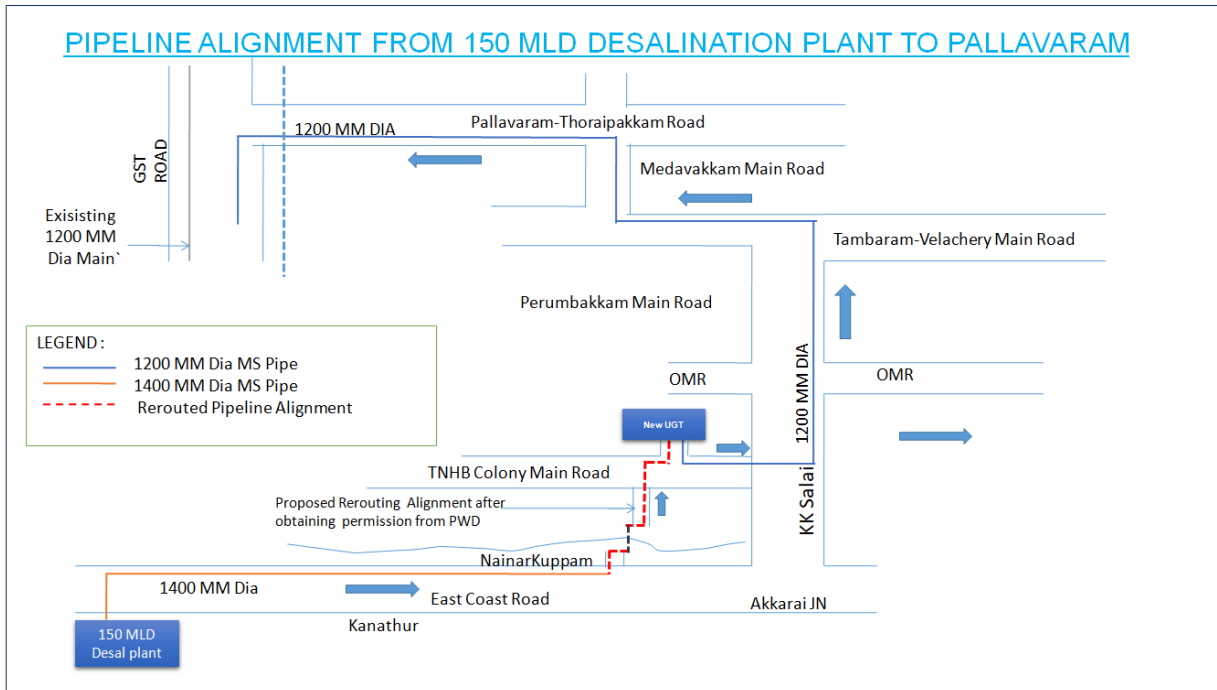 PIPELINE ALIGNMENT FROM 150 MLD DESALINATION PLANT TO PALLAVARAM
1200 MM DIA
Pallavaram-Thoraipakkam Road
GST
ROAD
Medavakkam Main Road
Exisisting
1200 MM
Dia Main`
Tambaram-Velachery Main Road
Perumbakkam Main Road
LEGEND :
1200 MM Dia MS Pipe
1400 MM Dia MS Pipe
Rerouted Pipeline Alignment
OMR
OMR
1200 MM DIA
New UGT
TNHB Colony Main Road
KK Salai
Proposed Rerouting Alignment after
obtaining permission from PWD
NainarKuppam
1400 MM Dia
East Coast Road
Akkarai JN
Kanathur
150 MLD
Desal plant